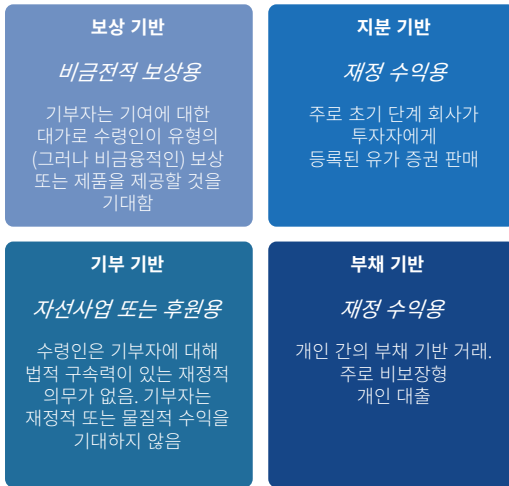 보상 기반
비금전적 보상용
기부자는 기여에 대한
대가로 수령인이 유형의
(그러나 비금융적인) 보상
또는 제품을 제공할 것을
기대함
지분 기반
재정 수익용
주로 초기 단계 회사가
투자자에게
등록된 유가 증권 판매
기부 기반
자선사업 또는 후원용
수령인은 기부자에 대해
법적 구속력이 있는 재정적
의무가 없음. 기부자는
재정적 또는 물질적 수익을
기대하지 않음
부채 기반
재정 수익용
개인 간의 부채 기반 거래.
주로 비보장형
개인 대출